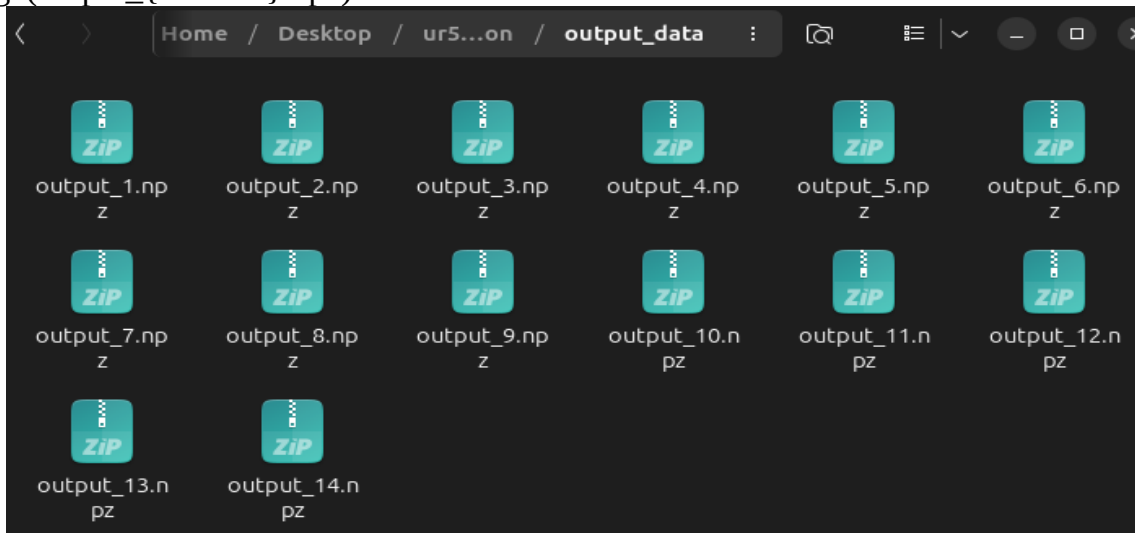 Home / Desktop / ur5...on / output_data
ZiP ZiP ZiP ZiP ZiP ZiP
output_1.np output_2.np output_3.np output_4.np output_5.np output_6.np
z z z z z z
ZiP ZiP ZiP ZiP ZiP ZiP
output_7.np output_8.np output_9.np output_10.n output_11.n output_12.n
z z z pz pz pz
ZiP ZiP
output_13.n output_14.n
pz pz